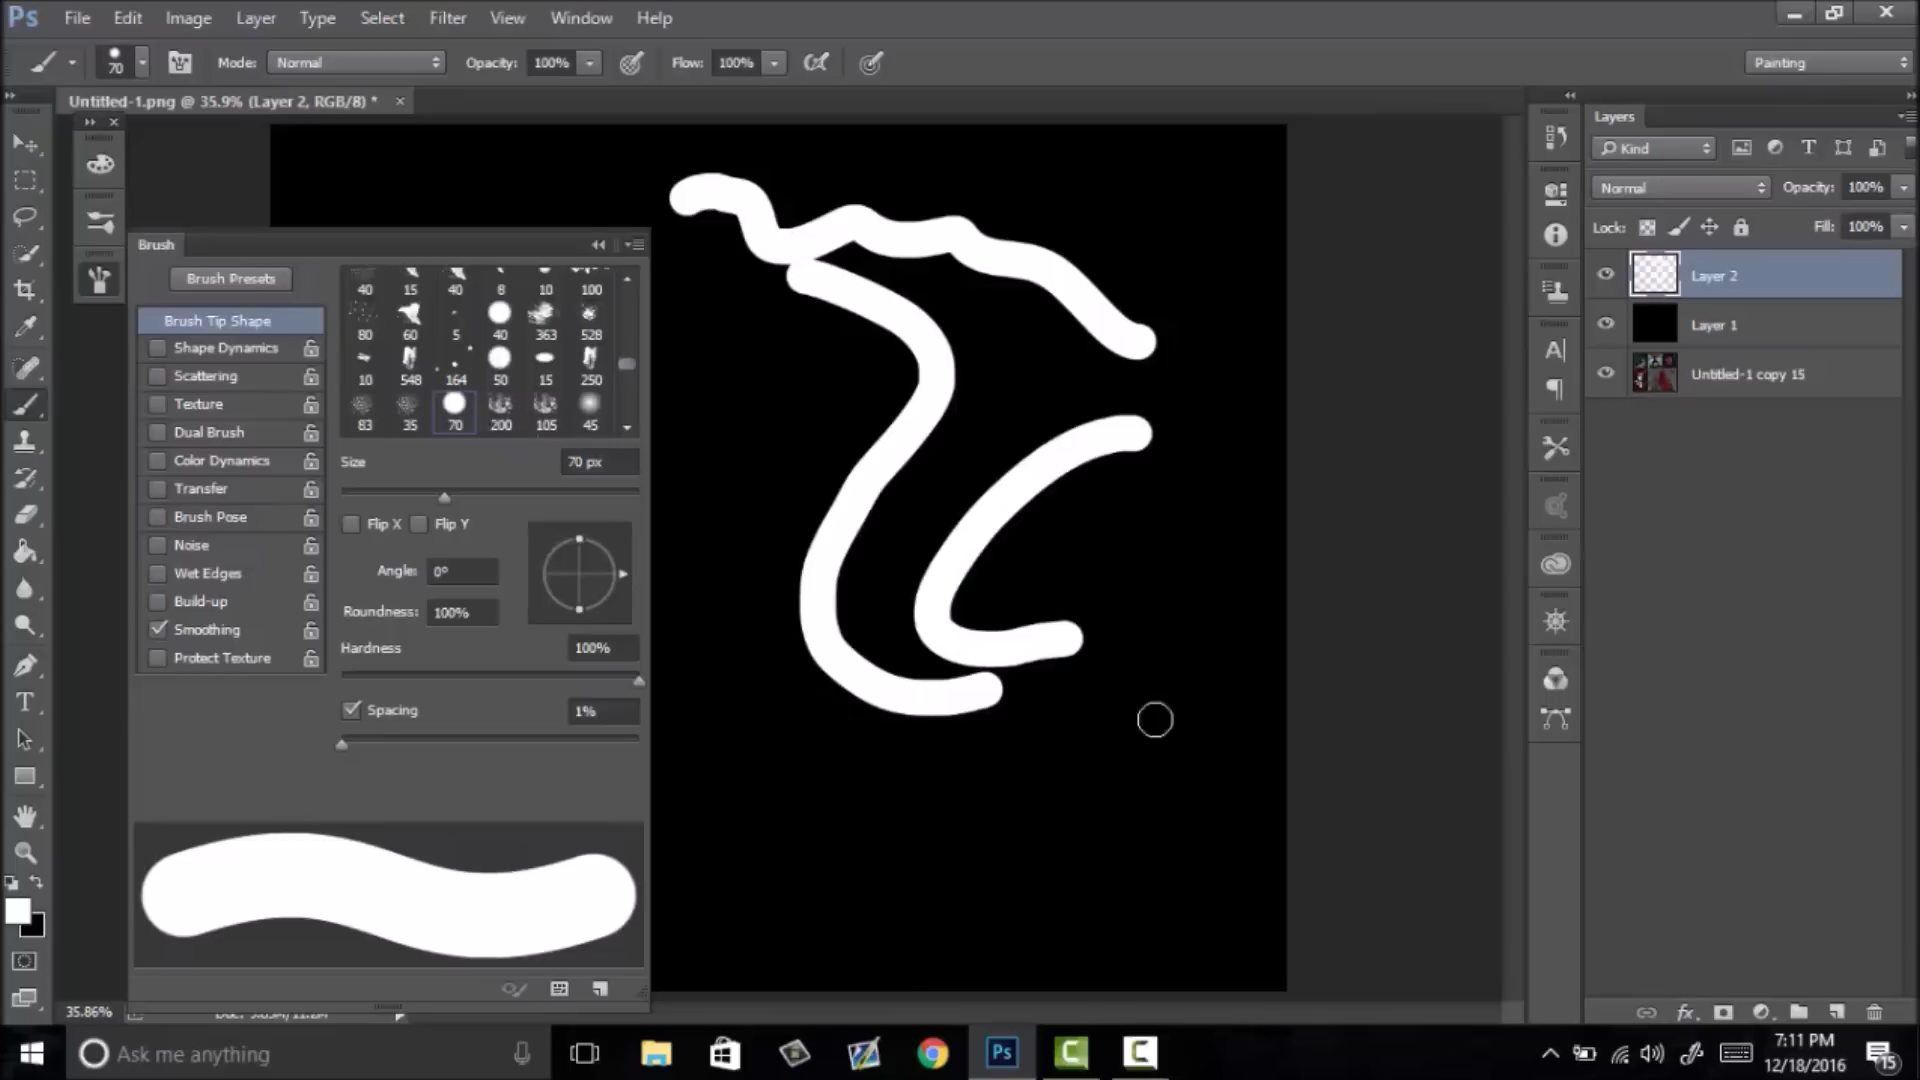 Ps File Edit Image Layer Type Select Filter View Window Help
70 Mode: Normal Opacity: 100% Flow: 100% Painting
Untitled-1.png @ 35.9% (Layer 2, RGB/8) * ×
Brush
Brush Presets
Brush Tip Shape
Shape Dynamics
Scattering
Texture
Dual Brush
Color Dynamics
Transfer
Brush Pose
Noise
Wet Edges
Build-up
Smoothing
Protect Texture
40 15 40 8 10 100
80 60 5 40 363 528
10 548 164 50 15 250
83 35 70 200 105 45
Size 70 px
Flip X Flip Y
Angle: 0°
Roundness: 100%
Hardness 100%
Spacing 1%
Layers
Kind
Normal Opacity: 100%
Lock: Fill: 100%
Layer 2
Layer 1
Untitled-1 copy 15
fx
35.86%
Ask me anything
Ps
7:11 PM
12/18/2016
15